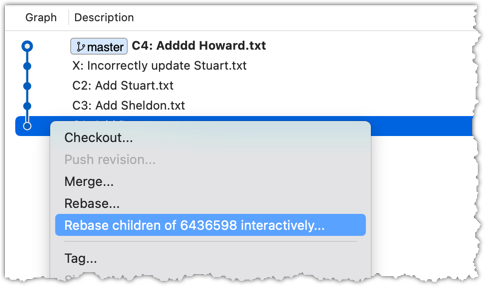 Graph Description
master C4: Adddd Howard.txt
X: Incorrectly update Stuart.txt
C2: Add Stuart.txt
C3: Add Sheldon.txt
Checkout...
Push revision...
Merge...
Rebase...
Rebase children of 6436598 interactively...
Tag...